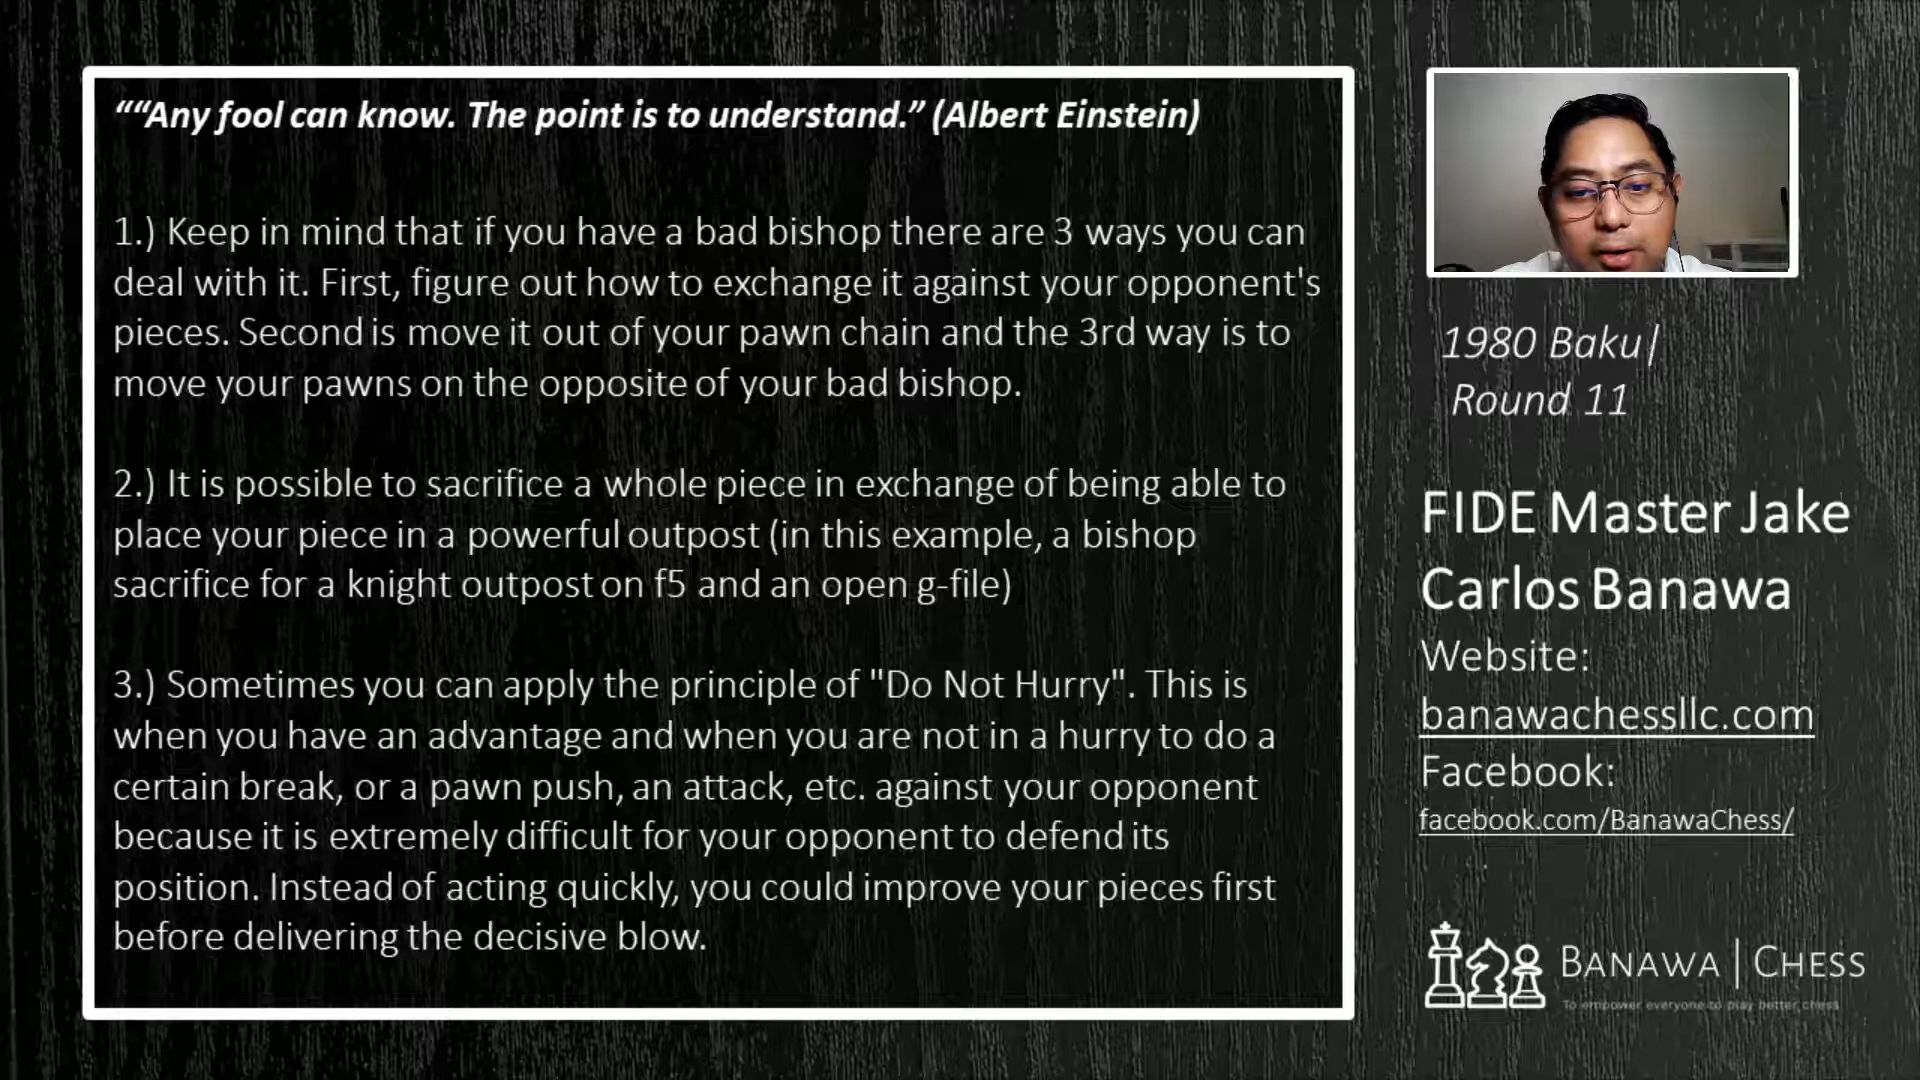 ““Any fool can know. The point is to understand.” (Albert Einstein)
1.) Keep in mind that if you have a bad bishop there are 3 ways you can
deal with it. First, figure out how to exchange it against your opponent's
pieces. Second is move it out of your pawn chain and the 3rd way is to
move your pawns on the opposite of your bad bishop.
2.) It is possible to sacrifice a whole piece in exchange of being able to
place your piece in a powerful outpost (in this example, a bishop
sacrifice for a knight outpost on f5 and an open g-file)
3.) Sometimes you can apply the principle of "Do Not Hurry". This is
when you have an advantage and when you are not in a hurry to do a
certain break, or a pawn push, an attack, etc. against your opponent
because it is extremely difficult for your opponent to defend its
position. Instead of acting quickly, you could improve your pieces first
before delivering the decisive blow.
1980 Baku|
Round 11
FIDE Master Jake
Carlos Banawa
Website:
banawachessllc.com
Facebook:
facebook.com/BanawaChess/
BANAWA | CHESS
To empower everyone to play better chess